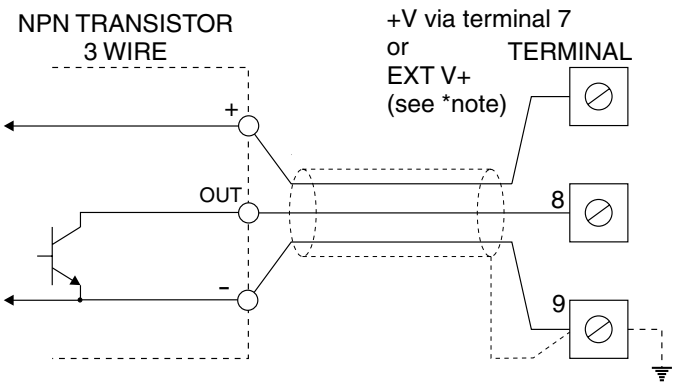 NPN TRANSISTOR
3 WIRE
+V via terminal 7
or
EXT V+
(see *note)
TERMINAL
+
OUT
8
-
9